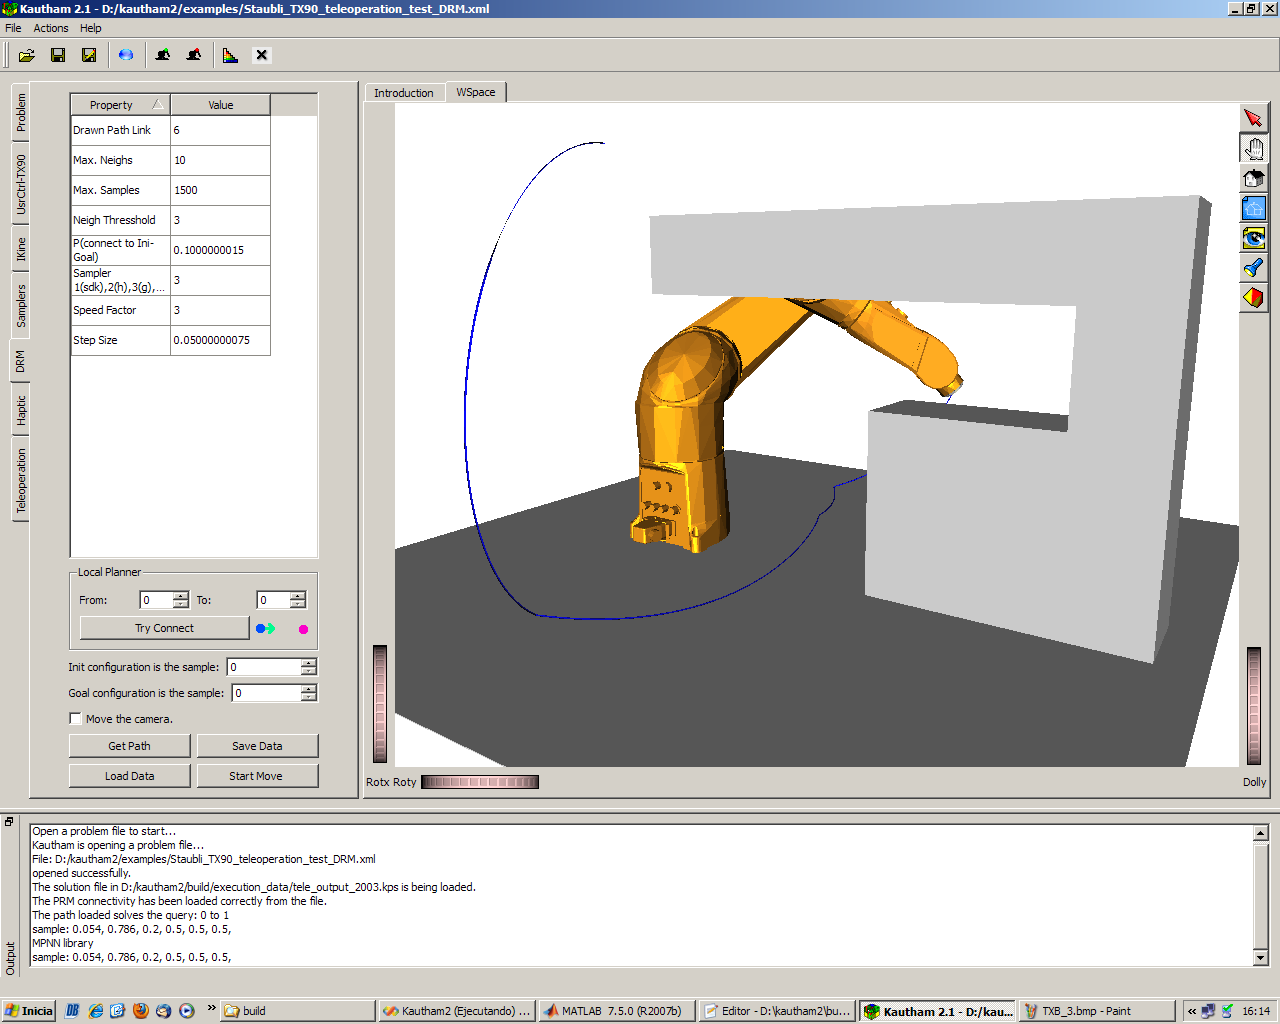 Kautham 2.1 - D:/kautham2/examples/Staubli_TX90_teleoperation_test_DRM.xml
File Actions Help
Problem
UsrCtrl-TX90
IKine
Samplers
DRM
Haptic
Teleoperation
Property Value
Drawn Path Link 6
Max. Neighs 10
Max. Samples 1500
Neigh Thresshold 3
P(connect to Ini-
Goal) 0.1000000015
Sampler
1(sdk),2(h),3(g),... 3
Speed Factor 3
Step Size 0.05000000075
Local Planner
From: 0 To: 0
Try Connect
Init configuration is the sample: 0
Goal configuration is the sample: 0
Move the camera.
Get Path Save Data
Load Data Start Move
Introduction WSpace
Rotx Roty Dolly
Output
Open a problem file to start...
Kautham is opening a problem file...
File: D:/kautham2/examples/Staubli_TX90_teleoperation_test_DRM.xml
opened successfully.
The solution file in D:/kautham2/build/execution_data/tele_output_2003.kps is being loaded.
The PRM connectivity has been loaded correctly from the file.
The path loaded solves the query: 0 to 1
sample: 0.054, 0.786, 0.2, 0.5, 0.5, 0.5,
MPNN library
sample: 0.054, 0.786, 0.2, 0.5, 0.5, 0.5,
Inicia » build Kautham2 (Ejecutando) ... MATLAB 7.5.0 (R2007b) Editor - D:\kautham2\bu... Kautham 2.1 - D:/kau... TXB_3.bmp - Paint « 16:14